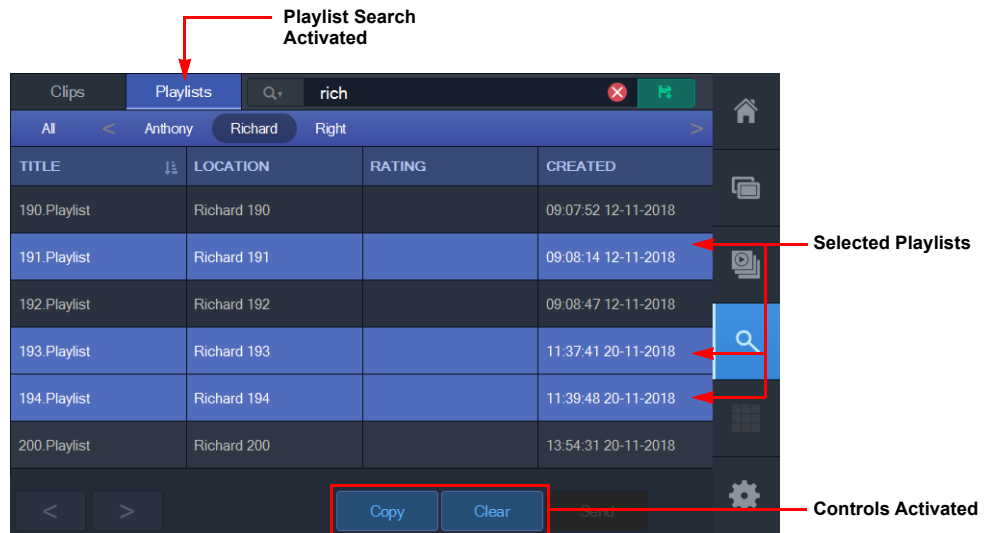 Playlist Search
Activated
Clips Playlists rich
All < Anthony Richard Right >
TITLE LOCATION RATING CREATED
190.Playlist Richard 190 09:07:52 12-11-2018
191.Playlist Richard 191 09:08:14 12-11-2018
Selected Playlists
192.Playlist Richard 192 09:08:47 12-11-2018
193.Playlist Richard 193 11:37:41 20-11-2018
194.Playlist Richard 194 11:39:48 20-11-2018
200.Playlist Richard 200 13:54:31 20-11-2018
< > Copy Clear Send
Controls Activated